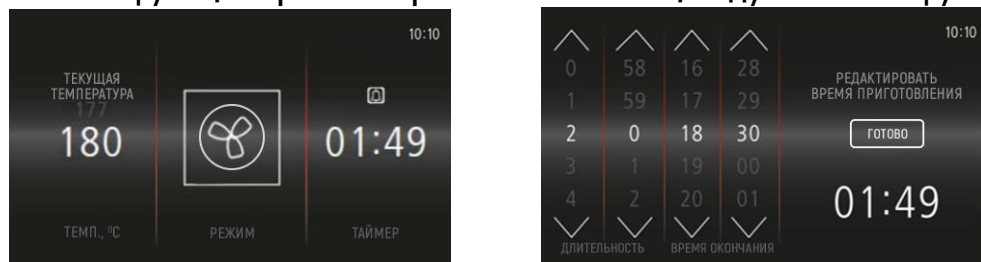 10:10
ТЕКУЩАЯ
ТЕМПЕРАТУРА
177
180
01:49
ТЕМП., °C
РЕЖИМ
ТАЙМЕР
10:10
0 58 16 28
1 59 17 29
2 0 18 30
3 1 19 00
4 2 20 01
РЕДАКТИРОВАТЬ
ВРЕМЯ ПРИГОТОВЛЕНИЯ
ГОТОВО
01:49
ДЛИТЕЛЬНОСТЬ
ВРЕМЯ ОКОНЧАНИЯ